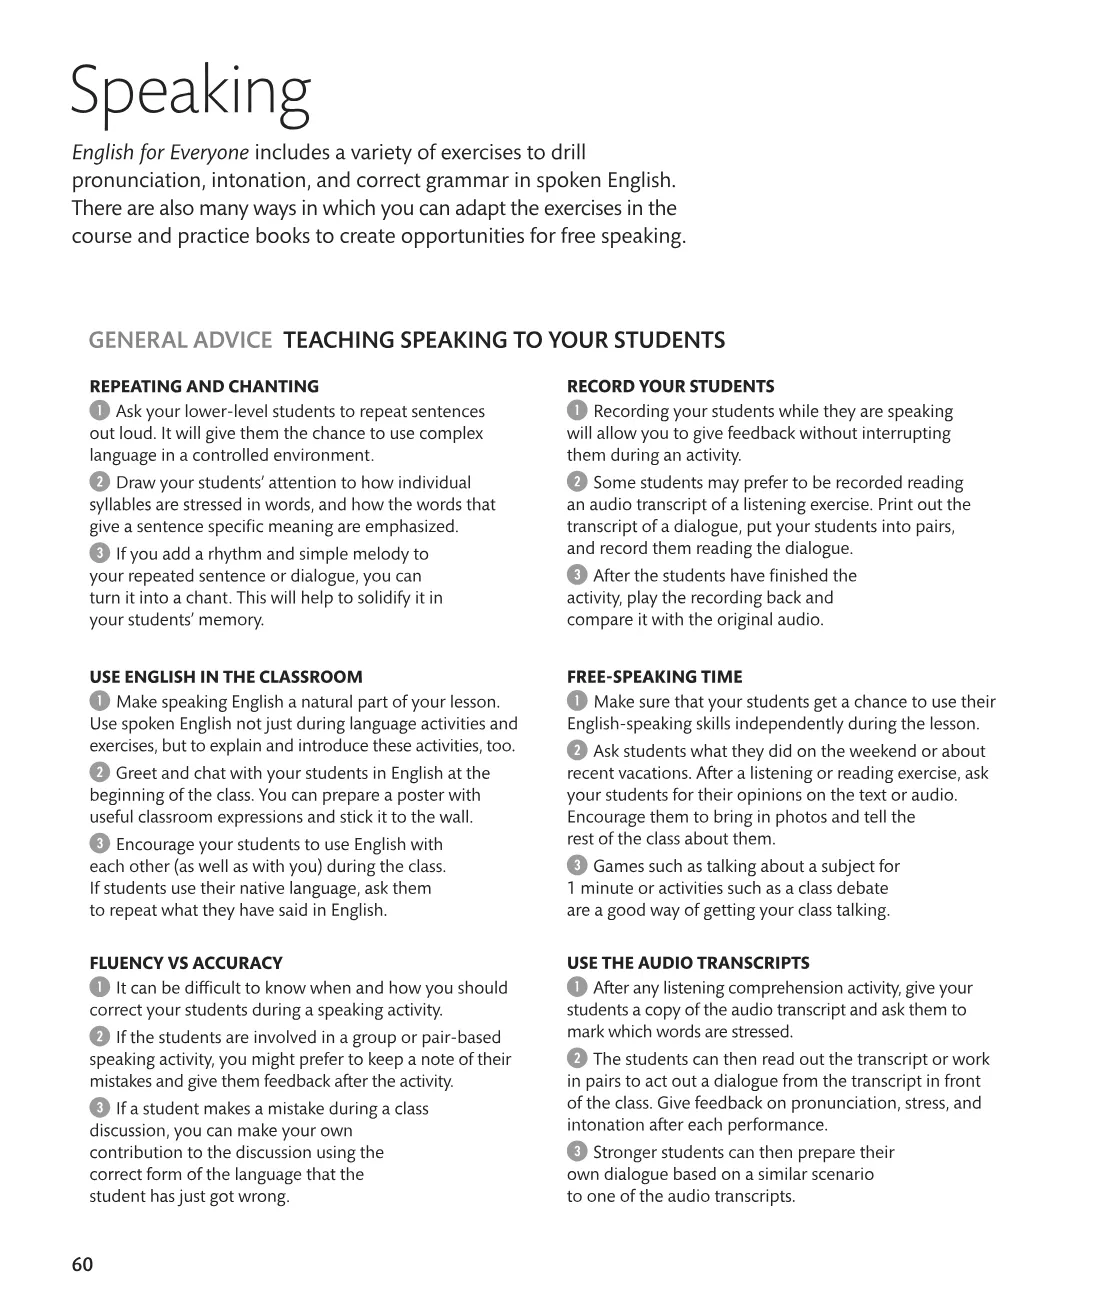 Speaking
English for Everyone includes a variety of exercises to drill
pronunciation, intonation, and correct grammar in spoken English.
There are also many ways in which you can adapt the exercises in the
course and practice books to create opportunities for free speaking.
GENERAL ADVICE TEACHING SPEAKING TO YOUR STUDENTS
REPEATING AND CHANTING
1 Ask your lower-level students to repeat sentences
out loud. It will give them the chance to use complex
language in a controlled environment.
2 Draw your students’ attention to how individual
syllables are stressed in words, and how the words that
give a sentence specific meaning are emphasized.
3 If you add a rhythm and simple melody to
your repeated sentence or dialogue, you can
turn it into a chant. This will help to solidify it in
your students’ memory.
RECORD YOUR STUDENTS
1 Recording your students while they are speaking
will allow you to give feedback without interrupting
them during an activity.
2 Some students may prefer to be recorded reading
an audio transcript of a listening exercise. Print out the
transcript of a dialogue, put your students into pairs,
and record them reading the dialogue.
3 After the students have finished the
activity, play the recording back and
compare it with the original audio.
USE ENGLISH IN THE CLASSROOM
1 Make speaking English a natural part of your lesson.
Use spoken English not just during language activities and
exercises, but to explain and introduce these activities, too.
2 Greet and chat with your students in English at the
beginning of the class. You can prepare a poster with
useful classroom expressions and stick it to the wall.
3 Encourage your students to use English with
each other (as well as with you) during the class.
If students use their native language, ask them
to repeat what they have said in English.
FREE-SPEAKING TIME
1 Make sure that your students get a chance to use their
English-speaking skills independently during the lesson.
2 Ask students what they did on the weekend or about
recent vacations. After a listening or reading exercise, ask
your students for their opinions on the text or audio.
Encourage them to bring in photos and tell the
rest of the class about them.
3 Games such as talking about a subject for
1 minute or activities such as a class debate
are a good way of getting your class talking.
FLUENCY VS ACCURACY
1 It can be difficult to know when and how you should
correct your students during a speaking activity.
2 If the students are involved in a group or pair-based
speaking activity, you might prefer to keep a note of their
mistakes and give them feedback after the activity.
3 If a student makes a mistake during a class
discussion, you can make your own
contribution to the discussion using the
correct form of the language that the
student has just got wrong.
USE THE AUDIO TRANSCRIPTS
1 After any listening comprehension activity, give your
students a copy of the audio transcript and ask them to
mark which words are stressed.
2 The students can then read out the transcript or work
in pairs to act out a dialogue from the transcript in front
of the class. Give feedback on pronunciation, stress, and
intonation after each performance.
3 Stronger students can then prepare their
own dialogue based on a similar scenario
to one of the audio transcripts.
60